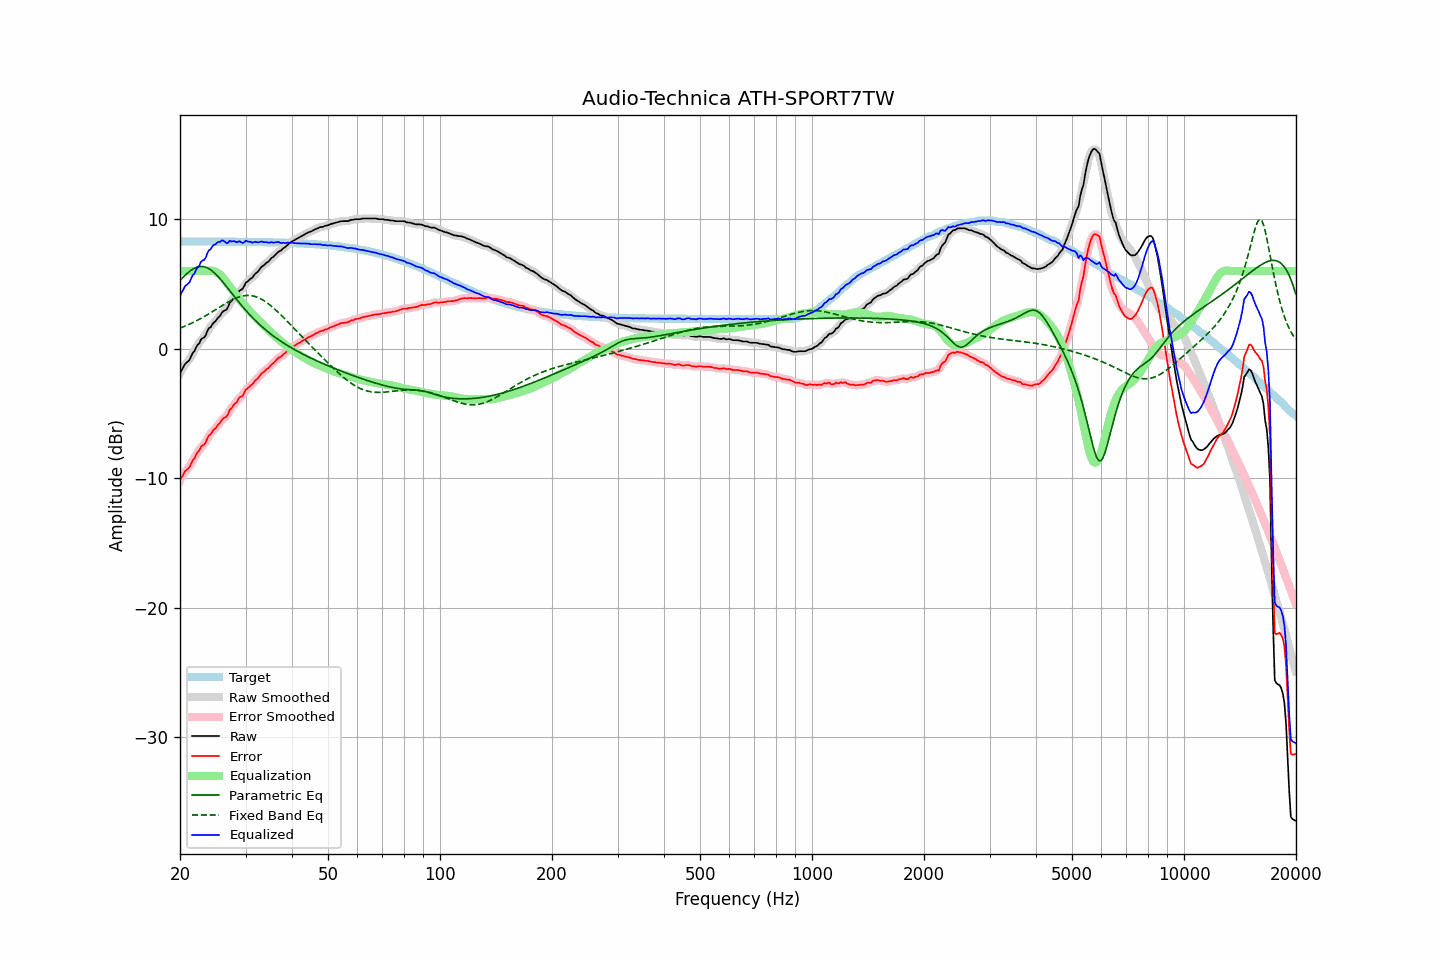 Audio-Technica ATH-SPORT7TW
Amplitude (dBr)
10
0
−10
−20
−30
Target
Raw Smoothed
Error Smoothed
Raw
Error
Equalization
Parametric Eq
Fixed Band Eq
Equalized
20 50 100 200 500 1000 2000 5000 10000 20000
Frequency (Hz)